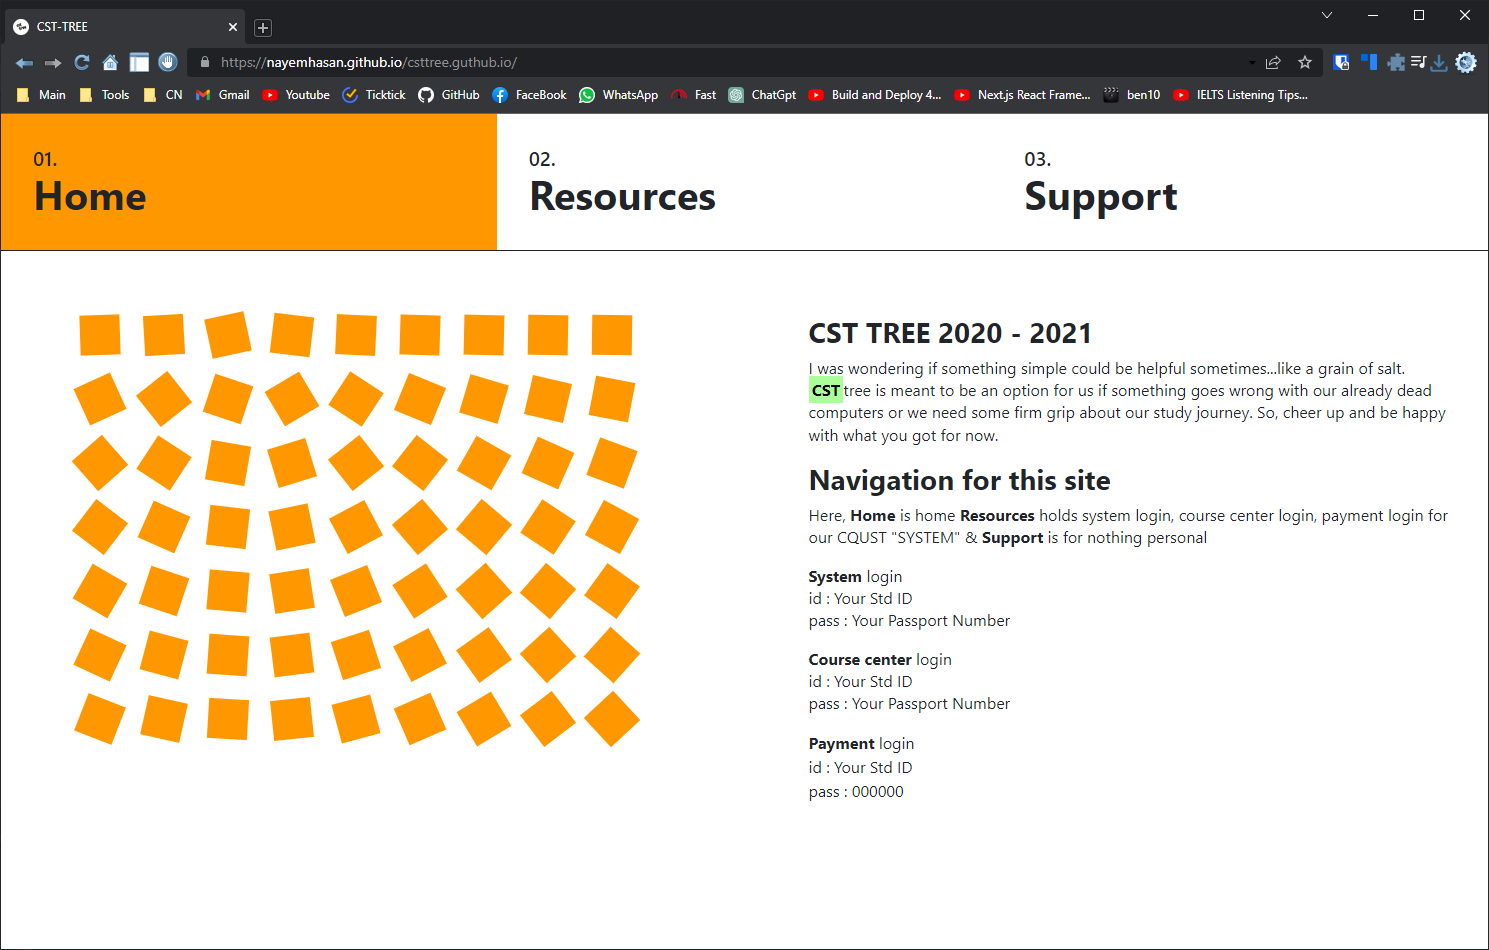 CST-TREE
https://nayemhasan.github.io/csttree.guthub.io/
Main Tools CN Gmail Youtube Ticktick GitHub FaceBook WhatsApp Fast ChatGpt Build and Deploy 4... Next.js React Frame... ben10 IELTS Listening Tips...
01. 02. 03.
Home Resources Support
CST TREE 2020 - 2021
I was wondering if something simple could be helpful sometimes...like a grain of salt.
CST tree is meant to be an option for us if something goes wrong with our already dead
computers or we need some firm grip about our study journey. So, cheer up and be happy
with what you got for now.
Navigation for this site
Here, Home is home Resources holds system login, course center login, payment login for
our CQUST "SYSTEM" & Support is for nothing personal
System login
id : Your Std ID
pass : Your Passport Number
Course center login
id : Your Std ID
pass : Your Passport Number
Payment login
id : Your Std ID
pass : 000000